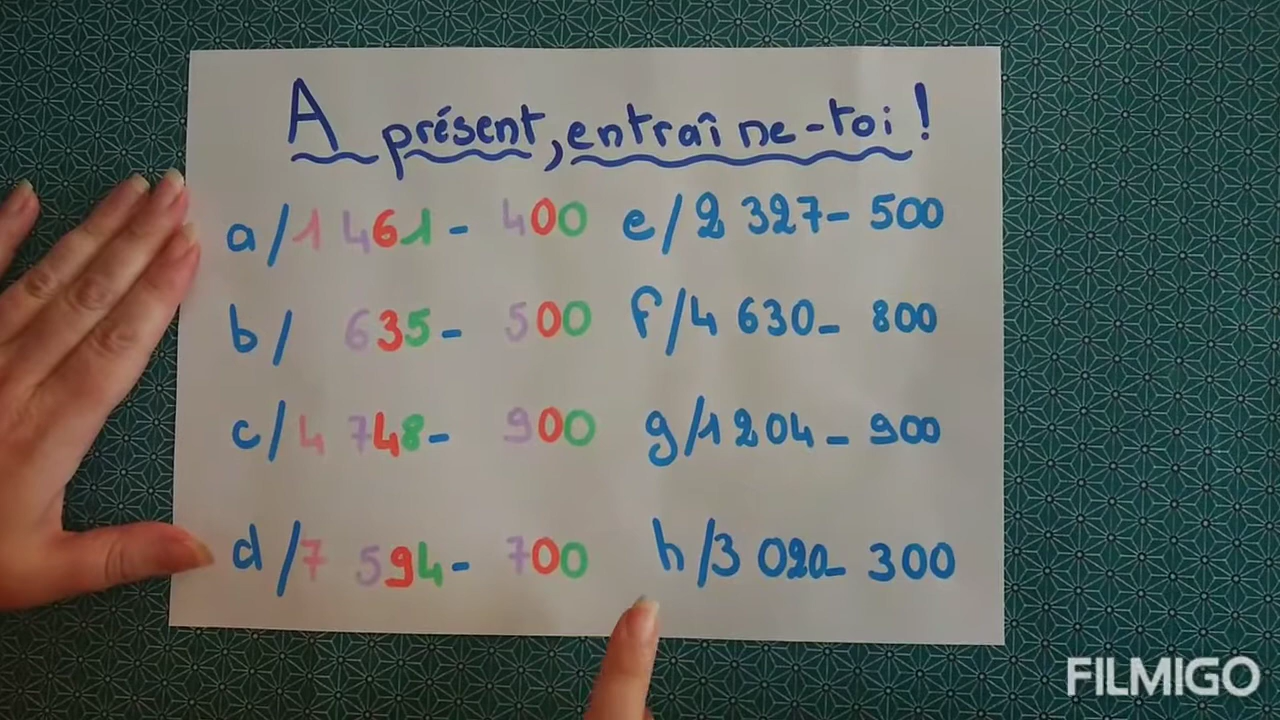 A présent, entraîne-toi !
a/ 1 461 - 400
b/ 635 - 500
c/ 4 748 - 900
d/ 7 594 - 700
e/ 2 327 - 500
f/ 4 630 - 800
g/ 1 204 - 900
h/ 3 020 - 300
FILMIGO